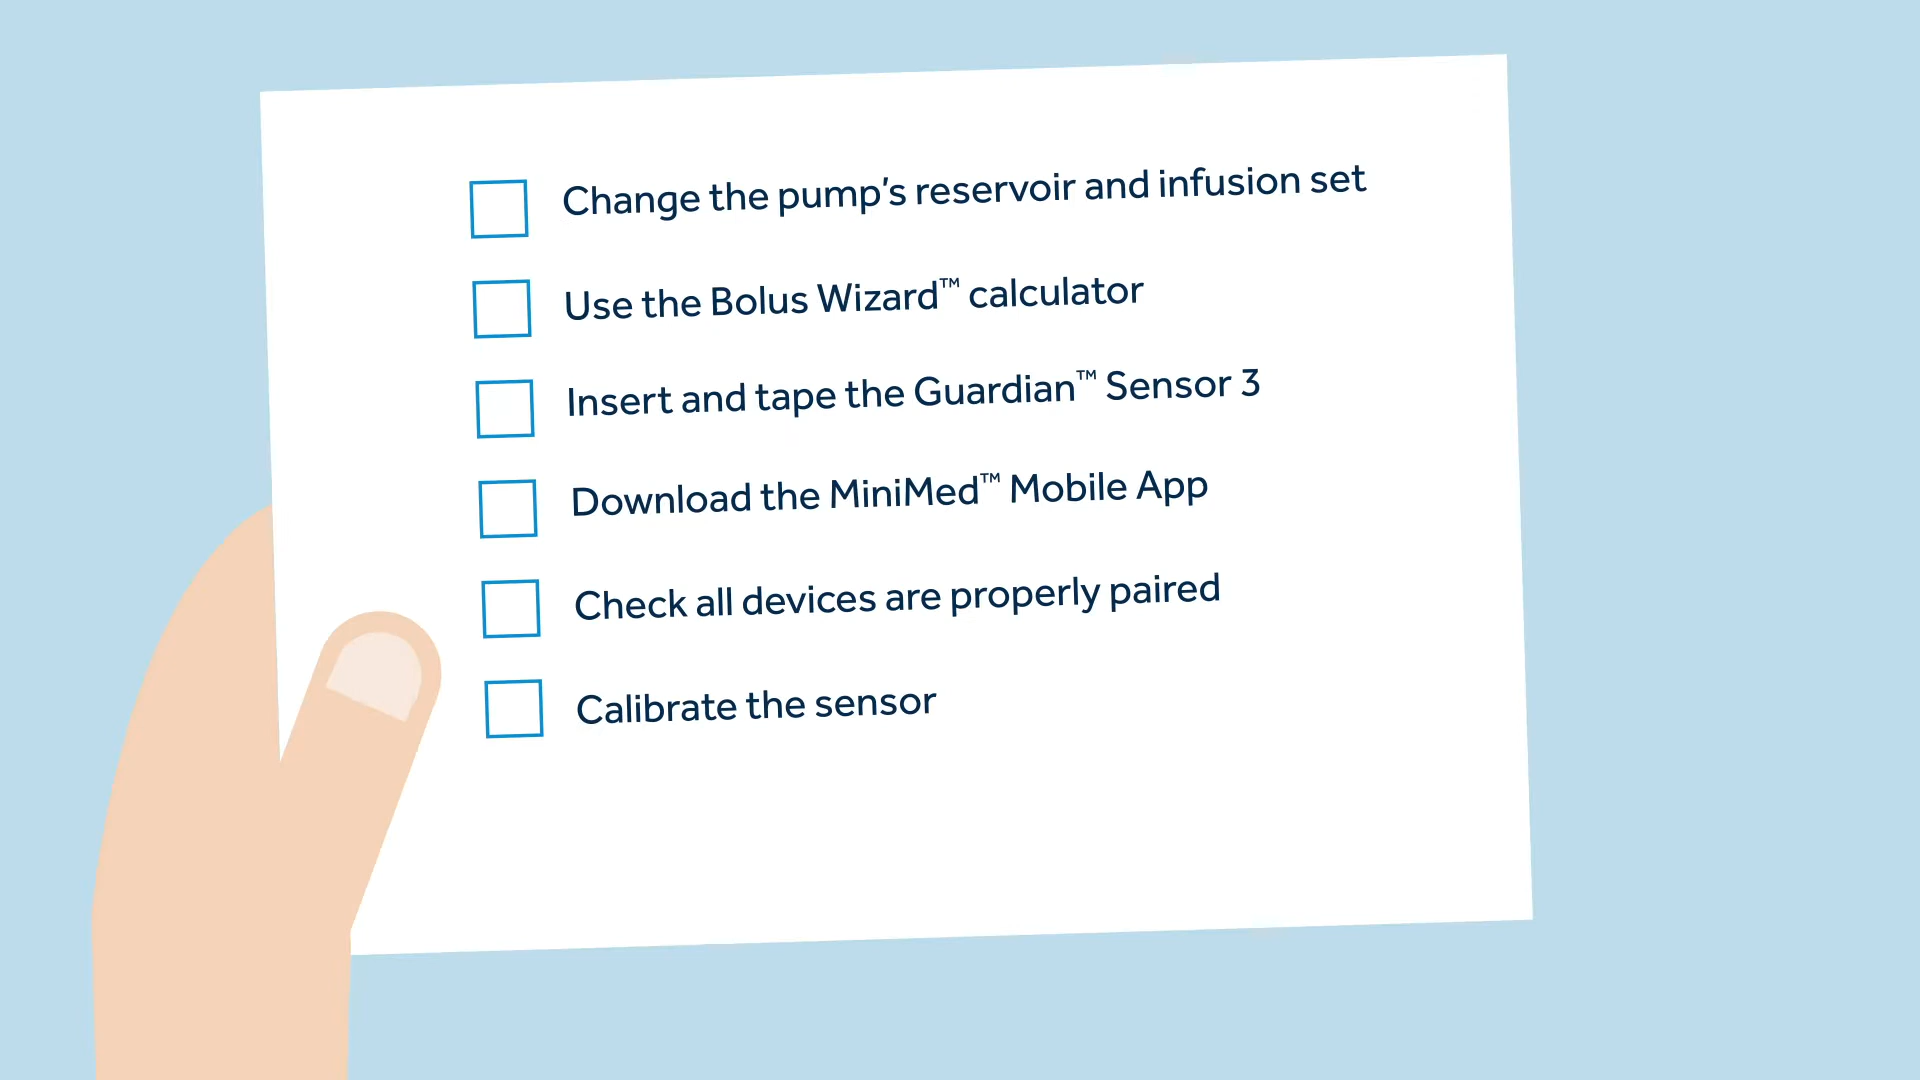 Change the pump’s reservoir and infusion set
Use the Bolus Wizard™ calculator
Insert and tape the Guardian™ Sensor 3
Download the MiniMed™ Mobile App
Check all devices are properly paired
Calibrate the sensor